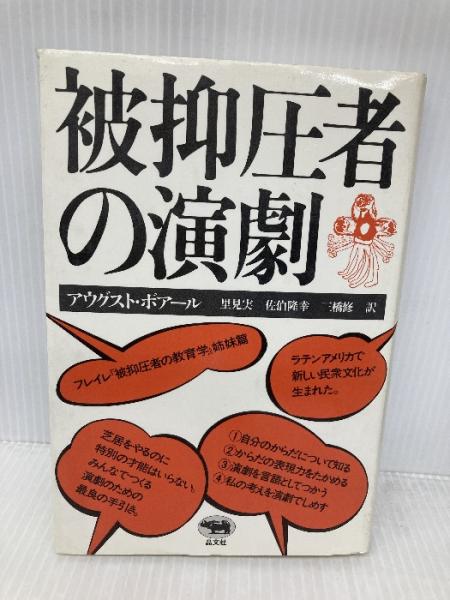 被抑圧者
の演劇
アウグスト・ボアール 里見実 佐伯隆幸 三橋修 訳
フレイレ『被抑圧者の教育学』姉妹篇
ラテンアメリカで
新しい民衆文化が
生まれた。
芝居をやるのに
特別の才能はいらない。
みんなでつくる
演劇のための
最良の手引き。
①自分のからだについて知る
②からだの表現力をたかめる
③演劇を言語としてつかう
④私の考えを演劇でしめす
晶文社